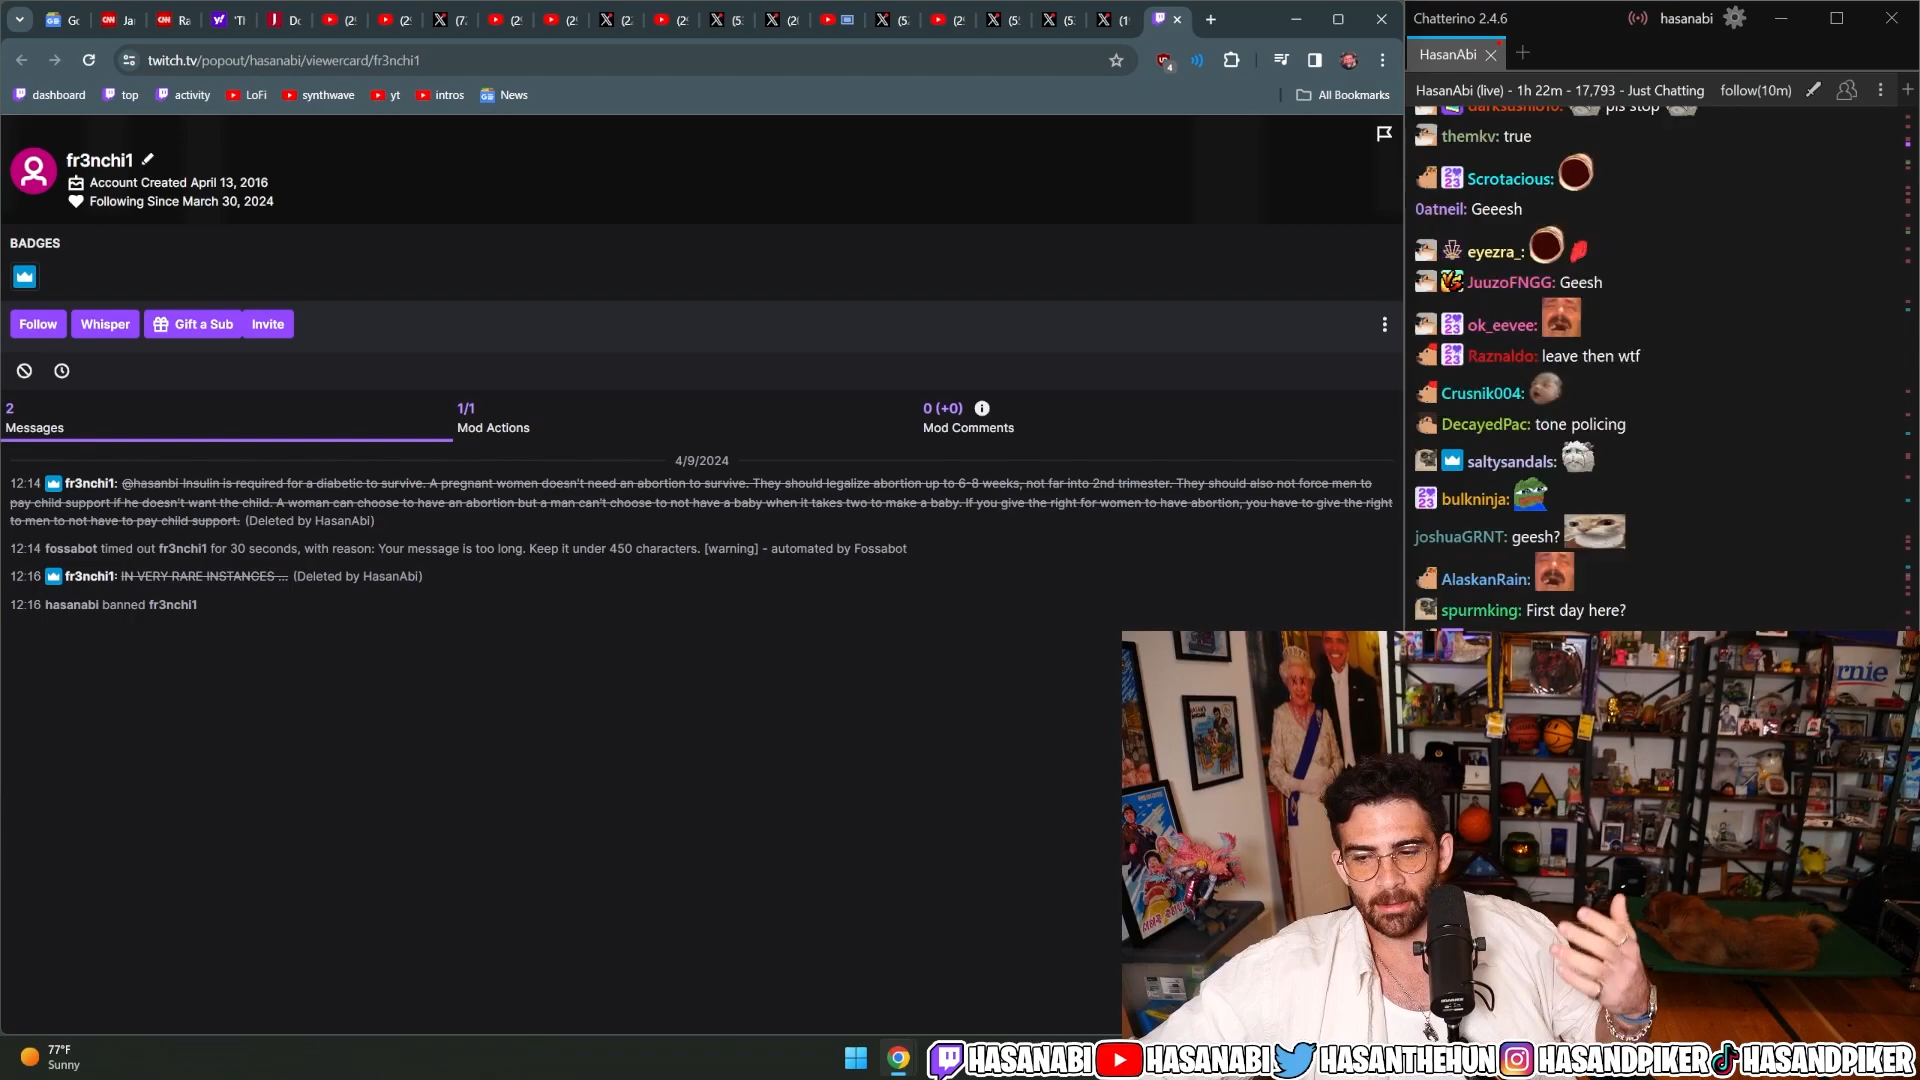 Chatterino 2.4.6
hasanabi
HasanAbi
twitch.tv/popout/hasanabi/viewercard/fr3nchi1
4
dashboard
top
activity
LoFi
synthwave
yt
intros
News
All Bookmarks
HasanAbi (live) - 1h 22m - 17,793 - Just Chatting
follow(10m)
fr3nchi1
Account Created April 13, 2016
Following Since March 30, 2024
BADGES
Follow
Whisper
Gift a Sub
Invite
2
Messages
1/1
Mod Actions
0 (+0)
Mod Comments
4/9/2024
12:14 fr3nchi1: @hasanbi Insulin is required for a diabetic to survive. A pregnant women doesn't need an abortion to survive. They should legalize abortion up to 6-8 weeks, not far into 2nd trimester. They should also not force men to
pay child support if he doesn't want the child. A woman can choose to have an abortion but a man can't choose to not have a baby when it takes two to make a baby. If you give the right for women to have abortion, you have to give the right
to men to not have to pay child support. (Deleted by HasanAbi)
12:14 fossabot timed out fr3nchi1 for 30 seconds, with reason: Your message is too long. Keep it under 450 characters. [warning] - automated by Fossabot
12:16 fr3nchi1: IN VERY RARE INSTANCES ... (Deleted by HasanAbi)
12:16 hasanabi banned fr3nchi1
darksushi616: pls stop
themkv: true
Scrotacious:
0atneil: Geeesh
eyezra_:
JuuzoFNGG: Geesh
ok_eevee:
Raznaldo: leave then wtf
Crusnik004:
DecayedPac: tone policing
saltysandals:
bulkninja:
joshuaGRNT: geesh?
AlaskanRain:
spurmking: First day here?
rnie
77°F
Sunny
HASANABI
HASANABI
HASANTHEHUN
HASANDPIKER
HASANDPIKER